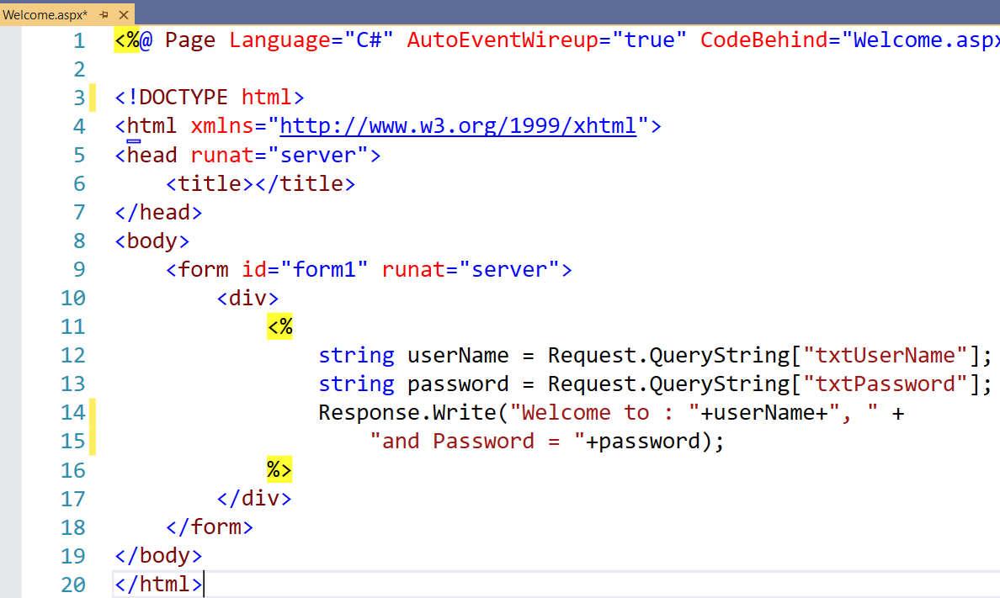 Welcome.aspx*
1 <%@ Page Language="C#" AutoEventWireup="true" CodeBehind="Welcome.aspx
2
3 <!DOCTYPE html>
4 <html xmlns="http://www.w3.org/1999/xhtml">
5 <head runat="server">
6     <title></title>
7 </head>
8 <body>
9     <form id="form1" runat="server">
10         <div>
11             <%
12                 string userName = Request.QueryString["txtUserName"];
13                 string password = Request.QueryString["txtPassword"];
14                 Response.Write("Welcome to : "+userName+", " +
15                     "and Password = "+password);
16             %>
17         </div>
18     </form>
19 </body>
20 </html>